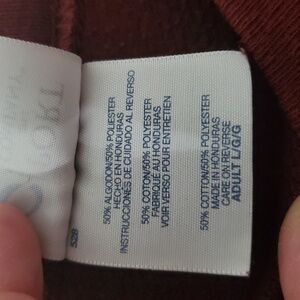 50% ALGODON/50% POLIESTER
HECHO EN HONDURAS
INSTRUCCIONES DE CUIDADO AL REVERSO
50% COTON/50% POLYESTER
FABRIQUÉ AU HONDURAS
VOIR VERSO POUR ENTRETIEN
50% COTTON/50% POLYESTER
MADE IN HONDURAS
CARE ON REVERSE
ADULT L/G/G